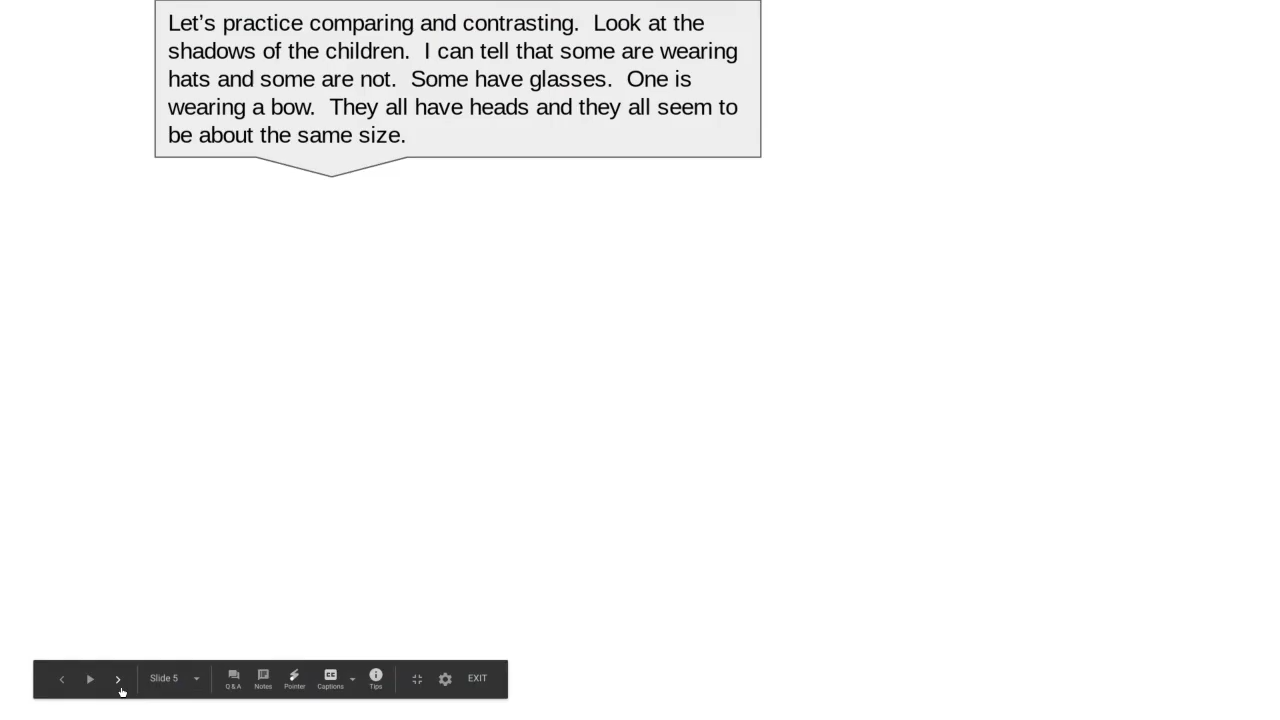 Let’s practice comparing and contrasting.  Look at the
shadows of the children.  I can tell that some are wearing
hats and some are not.  Some have glasses.  One is
wearing a bow.  They all have heads and they all seem to
be about the same size.
Slide 5
Q & A
Notes
Pointer
CC
Captions
Tips
EXIT